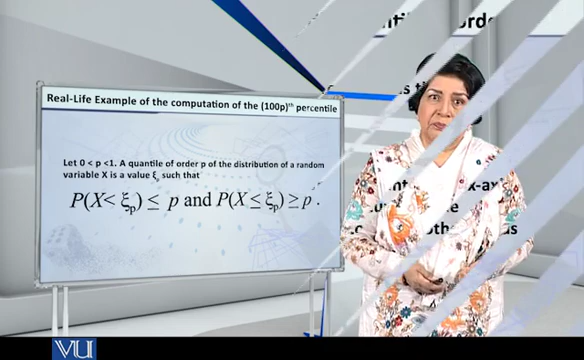 Real-Life Example of the computation of the (100p)th percentile
Let 0 < p <1. A quantile of order p of the distribution of a random
variable X is a value ξp such that
P(X< ξp) ≤ p and P(X ≤ ξp) ≥ p .
VU